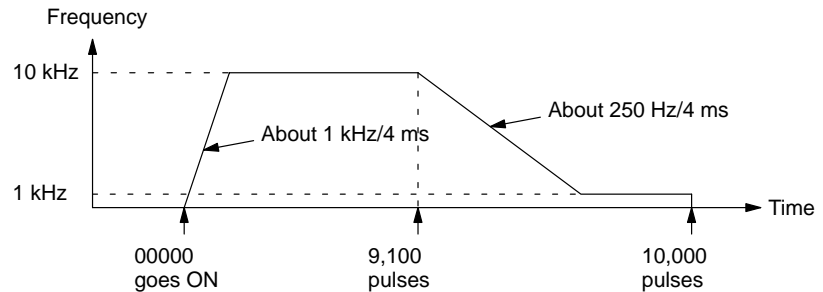 Frequency
10 kHz
About 1 kHz/4 ms
About 250 Hz/4 ms
1 kHz
Time
00000
goes ON
9,100
pulses
10,000
pulses